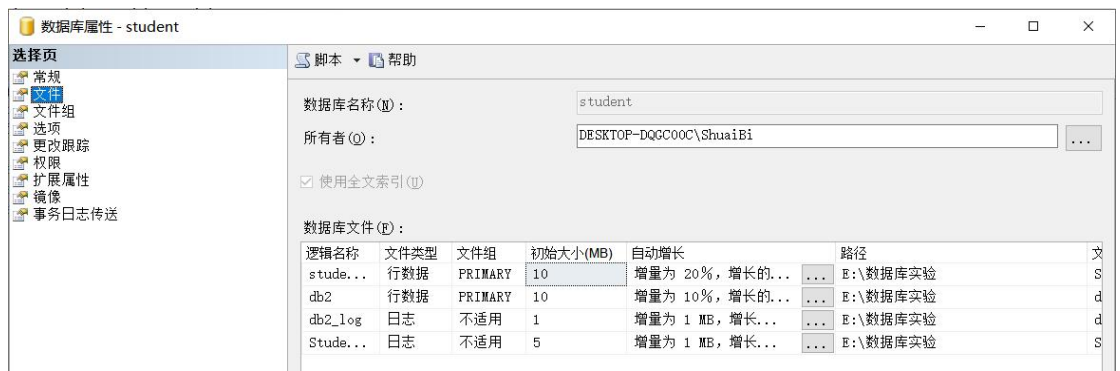 数据库属性 - student
选择页
常规
文件
文件组
选项
更改跟踪
权限
扩展属性
镜像
事务日志传送
脚本 帮助
数据库名称(N): student
所有者(O): DESKTOP-DQGCOOC\ShuaiBi ...
使用全文索引(U)
数据库文件(F):
逻辑名称 文件类型 文件组 初始大小(MB) 自动增长 路径 文
stude... 行数据 PRIMARY 10 增量为 20%, 增长的... ... E:\数据库实验 S
db2 行数据 PRIMARY 10 增量为 10%, 增长的... ... E:\数据库实验 d
db2_log 日志 不适用 1 增量为 1 MB, 增长... ... E:\数据库实验 d
Stude... 日志 不适用 5 增量为 1 MB, 增长... ... E:\数据库实验 S